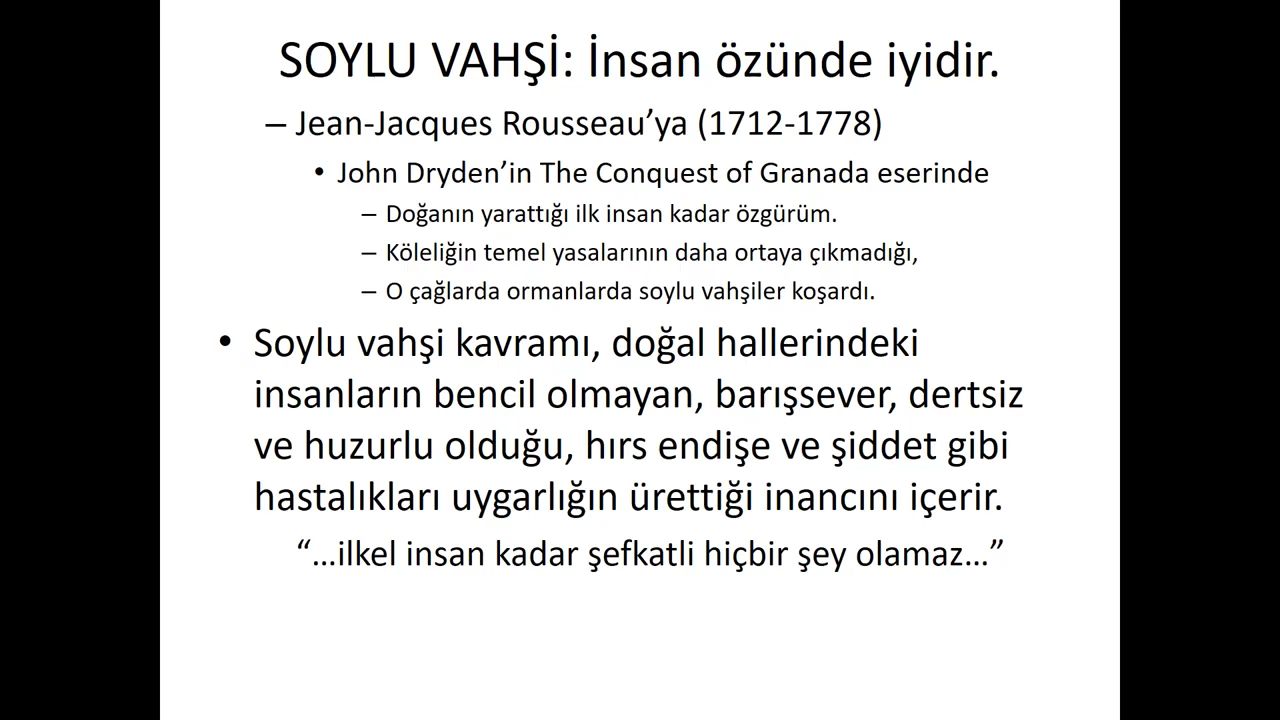 SOYLU VAHŞİ: İnsan özünde iyidir.
– Jean-Jacques Rousseau’ya (1712-1778)
• John Dryden’in The Conquest of Granada eserinde
– Doğanın yarattığı ilk insan kadar özgürüm.
– Köleliğin temel yasalarının daha ortaya çıkmadığı,
– O çağlarda ormanlarda soylu vahşiler koşardı.
• Soylu vahşi kavramı, doğal hallerindeki
insanların bencil olmayan, barışsever, dertsiz
ve huzurlu olduğu, hırs endişe ve şiddet gibi
hastalıkları uygarlığın ürettiği inancını içerir.
“…ilkel insan kadar şefkatli hiçbir şey olamaz…”